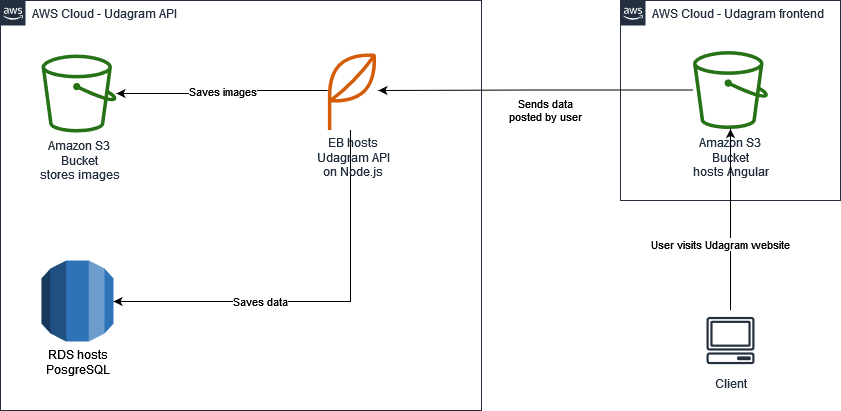 aws
AWS Cloud - Udagram API
aws
AWS Cloud - Udagram frontend
Saves images
Amazon S3
Bucket
stores images
EB hosts
Udagram API
on Node.js
Sends data
posted by user
Amazon S3
Bucket
hosts Angular
User visits Udagram website
Saves data
RDS hosts
PosgreSQL
Client